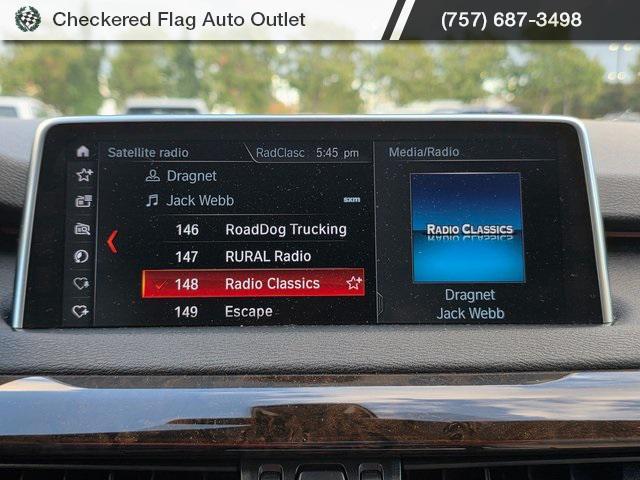 Checkered Flag Auto Outlet
(757) 687-3498
Satellite radio
RadClasc 5:45 pm
Media/Radio
Dragnet
Jack Webb
sxm
146 RoadDog Trucking
147 RURAL Radio
148 Radio Classics
149 Escape
RADIO CLASSICS
Dragnet
Jack Webb